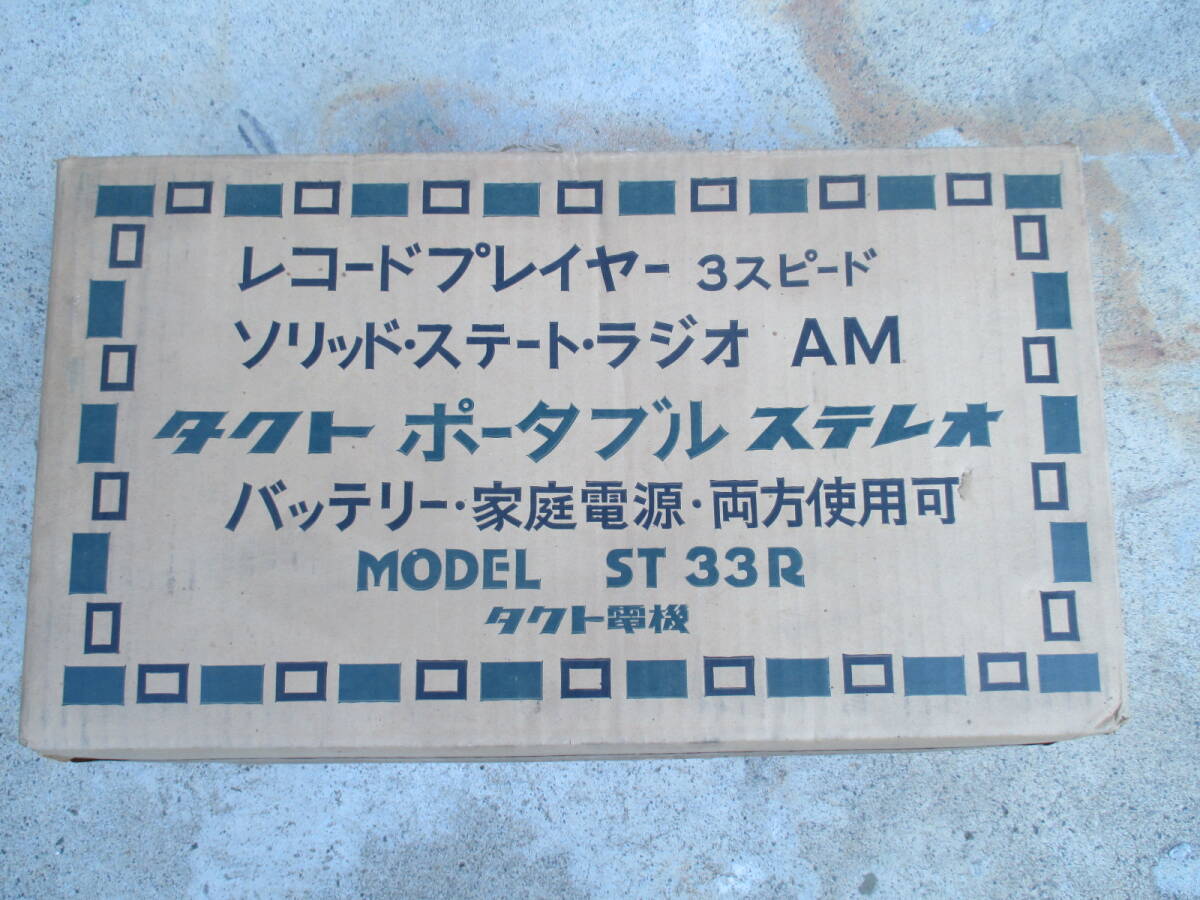 レコードプレイヤー 3スピード
ソリッド・ステート・ラジオ AM
タクト ポータブル ステレオ
バッテリー・家庭電源・両方使用可
MODEL ST 33R
タクト電機